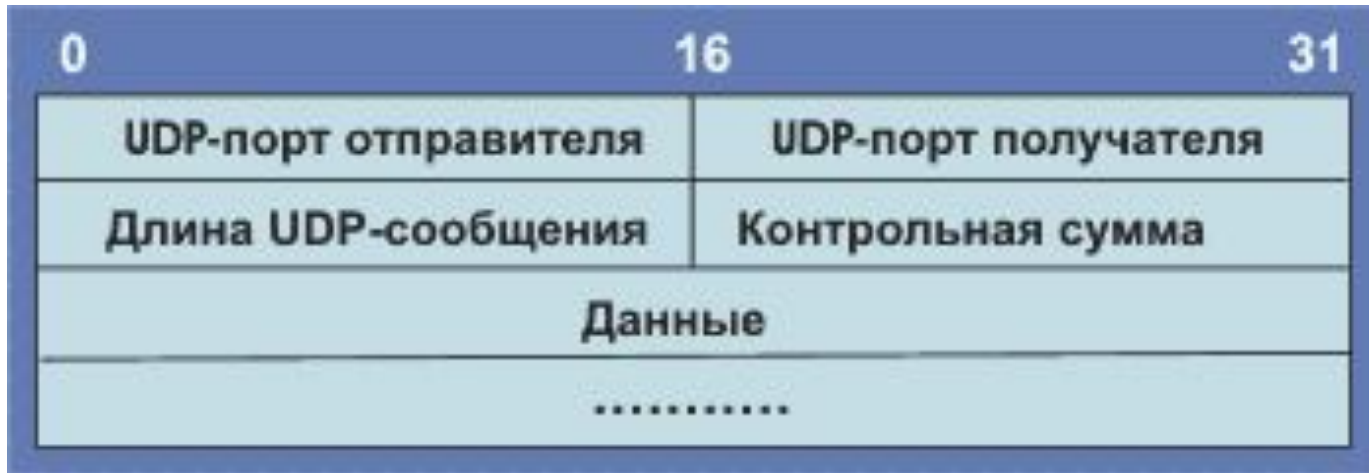 0 16 31
UDP-порт отправителя UDP-порт получателя
Длина UDP-сообщения Контрольная сумма
Данные
...........